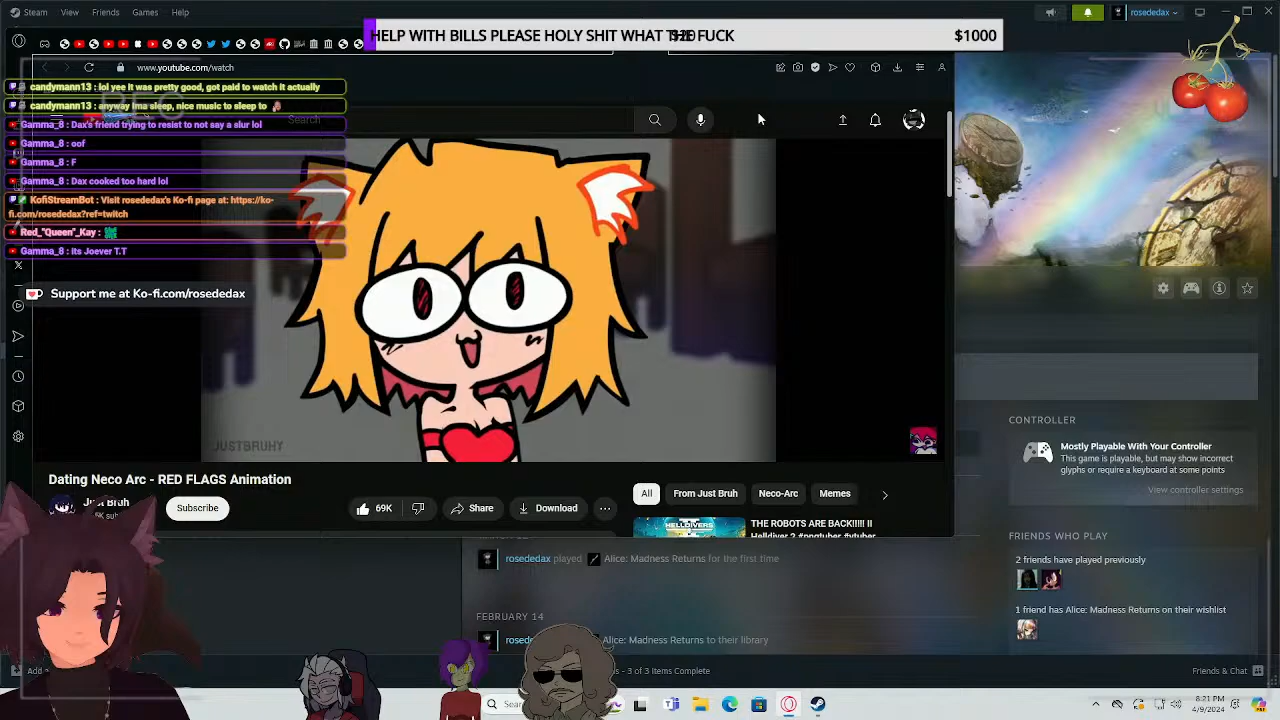 Steam Friends Games Help
HELP WITH BILLS PLEASE HOLY SHIT WHAT THE FUCK
$1000
rosededax
www.youtube.com/watch
candymann13 : lol yee it was pretty good, got paid to watch it actually
candymann13 : anyway Ima sleep, nice music to sleep to
Gamma_8 : Dax's friend trying to resist to not say a slur lol
Gamma_8 : oof
Gamma_8 : F
Gamma_8 : Dax cooked too hard lol
KofiStreamBot : Visit rosededax's Ko-fi page at: https://ko-
fi.com/rosededax?ref=twitch
Red_"Queen"_Kay :
Gamma_8 : its Joever T.T
Search
REC
Support me at Ko-fi.com/rosededax
JUSTBRUHY
Dating Neco Arc - RED FLAGS Animation
Just Bruh
Subscribe
69K
Share
Download
All
From Just Bruh
Neco-Arc
Memes
HELLDIVERS
THE ROBOTS ARE BACK!!!!! II
Helldiver 2 #pngtuber #vtuber
CONTROLLER
Mostly Playable With Your Controller
This game is playable, but may show incorrect
glyphs or require a keyboard at some points
View controller settings
FRIENDS WHO PLAY
2 friends have played previously
1 friend has Alice: Madness Returns on their wishlist
rosededax played Alice: Madness Returns for the first time
FEBRUARY 14
Alice: Madness Returns to their library
- 3 of 3 Items Complete
Friends & Chat
4/9/2024